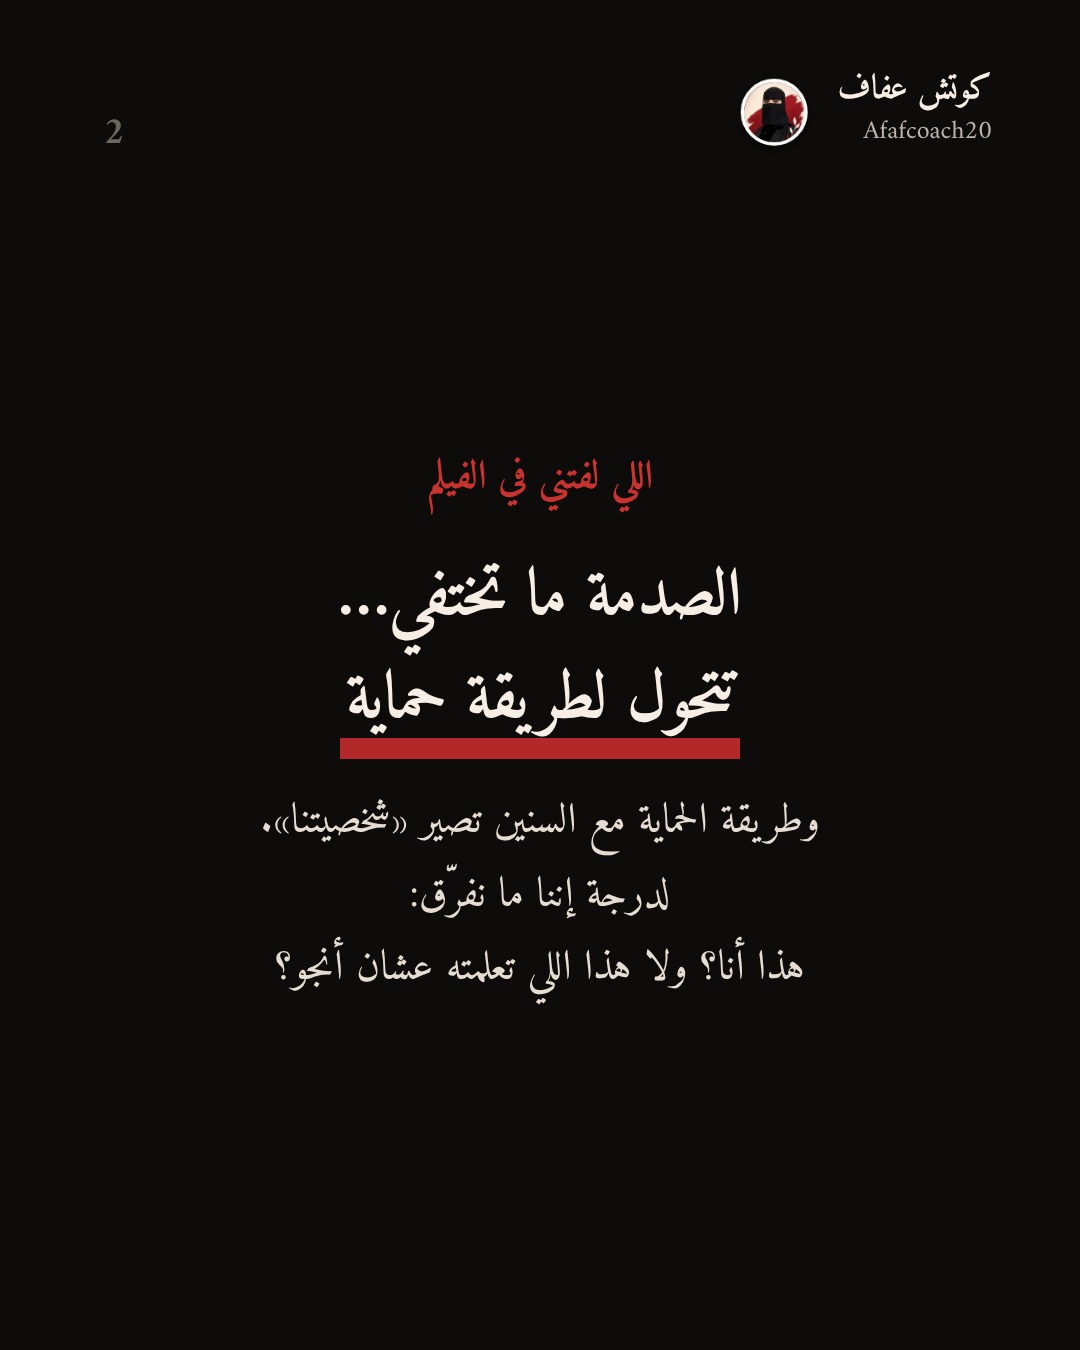 كوتش عفاف
Afafcoach20
2
اللي لفتني في الفيلم
الصدمة ما تختفي...
تتحول لطريقة حماية
وطريقة الحماية مع السنين تصير «شخصيتنا».
لدرجة إننا ما نفرّق:
هذا أنا؟ ولا هذا اللي تعلمته عشان أنجو؟